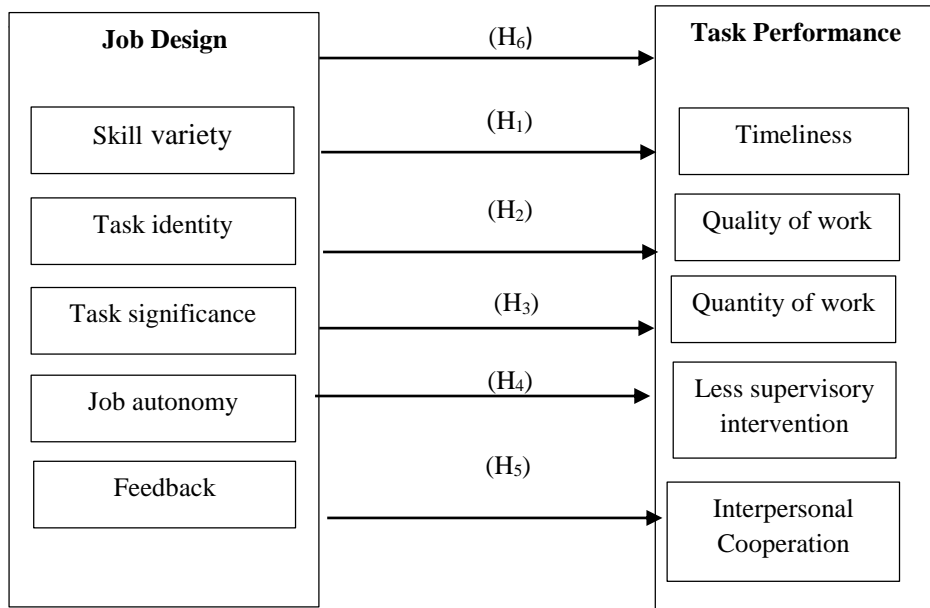 Job Design
(H₆)
Task Performance
Skill variety
(H₁)
Timeliness
Task identity
(H₂)
Quality of work
Task significance
(H₃)
Quantity of work
Job autonomy
(H₄)
Less supervisory
intervention
Feedback
(H₅)
Interpersonal
Cooperation